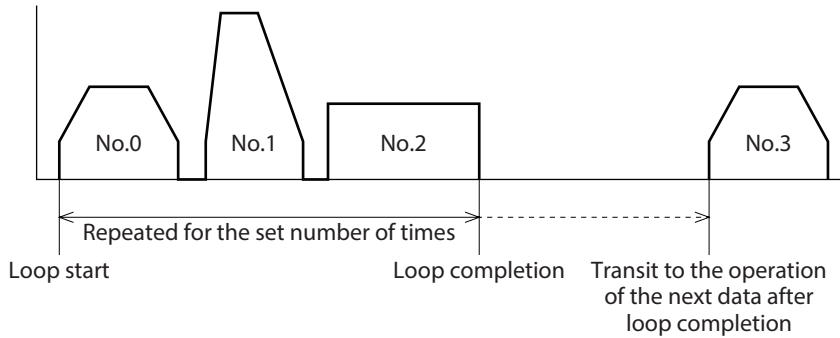 No.0
No.1
No.2
No.3
Repeated for the set number of times
Loop start
Loop completion
Transit to the operation
of the next data after
loop completion